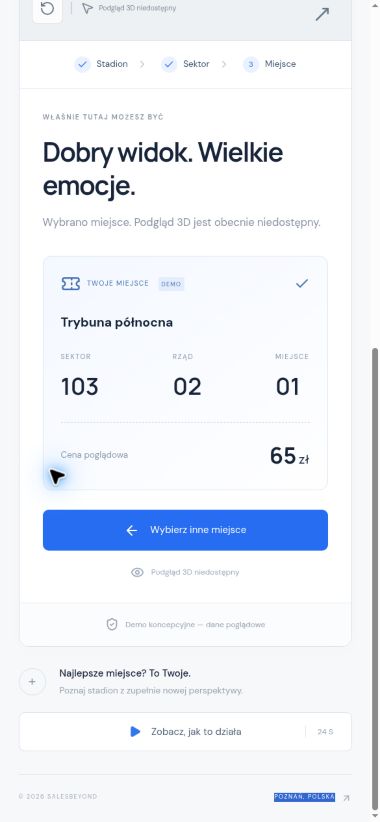 Podgląd 3D niedostępny
Stadion
Sektor
3 Miejsce
WŁAŚNIE TUTAJ MOŻESZ BYĆ
Dobry widok. Wielkie
emocje.
Wybrano miejsce. Podgląd 3D jest obecnie niedostępny.
TWOJE MIEJSCE DEMO
Trybuna północna
SEKTOR RZĄD MIEJSCE
103 02 01
Cena poglądowa 65 zł
Wybierz inne miejsce
Podgląd 3D niedostępny
Demo koncepcyjne — dane poglądowe
Najlepsze miejsce? To Twoje.
Poznaj stadion z zupełnie nowej perspektywy.
Zobacz, jak to działa 24 S
© 2026 SALESBEYOND POZNAŃ, POLSKA